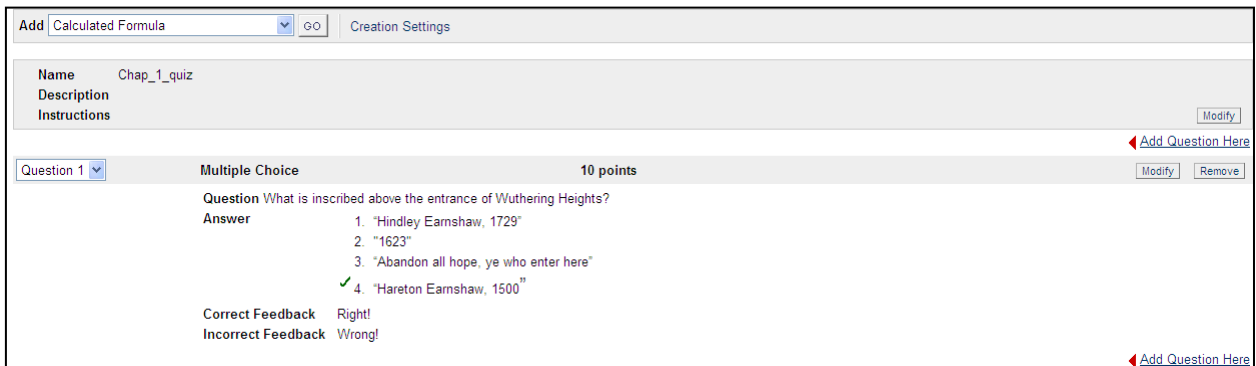 Add Calculated Formula GO Creation Settings
Name Chap_1_quiz
Description
Instructions Modify
Add Question Here
Question 1 Multiple Choice 10 points Modify Remove
Question What is inscribed above the entrance of Wuthering Heights?
Answer 1. "Hindley Earnshaw, 1729"
2. "1623"
3. "Abandon all hope, ye who enter here"
4. "Hareton Earnshaw, 1500”
Correct Feedback Right!
Incorrect Feedback Wrong!
Add Question Here